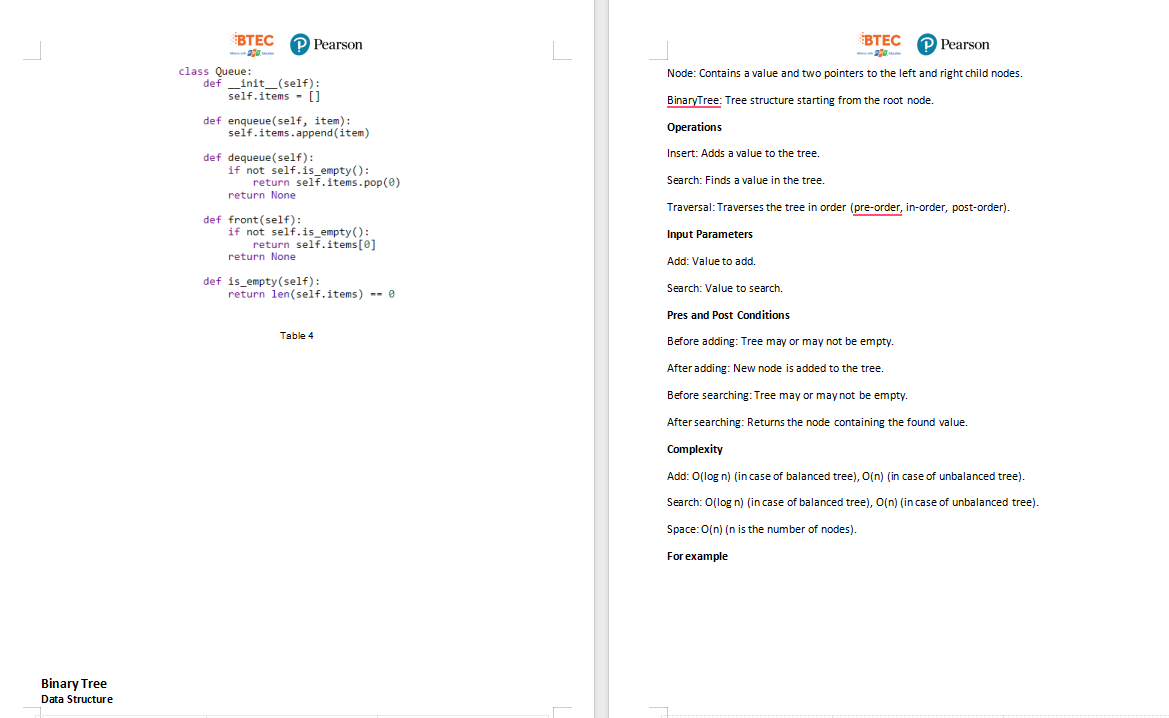 BTEC Pearson
class Queue:
    def __init__(self):
        self.items = []
    def enqueue(self, item):
        self.items.append(item)
    def dequeue(self):
        if not self.is_empty():
            return self.items.pop(0)
        return None
    def front(self):
        if not self.is_empty():
            return self.items[0]
        return None
    def is_empty(self):
        return len(self.items) == 0
Table 4
Binary Tree
Data Structure
BTEC Pearson
Node: Contains a value and two pointers to the left and right child nodes.
BinaryTree: Tree structure starting from the root node.
Operations
Insert: Adds a value to the tree.
Search: Finds a value in the tree.
Traversal: Traverses the tree in order (pre-order, in-order, post-order).
Input Parameters
Add: Value to add.
Search: Value to search.
Pres and Post Conditions
Before adding: Tree may or may not be empty.
After adding: New node is added to the tree.
Before searching: Tree may or may not be empty.
After searching: Returns the node containing the found value.
Complexity
Add: O(log n) (in case of balanced tree), O(n) (in case of unbalanced tree).
Search: O(log n) (in case of balanced tree), O(n) (in case of unbalanced tree).
Space: O(n) (n is the number of nodes).
For example